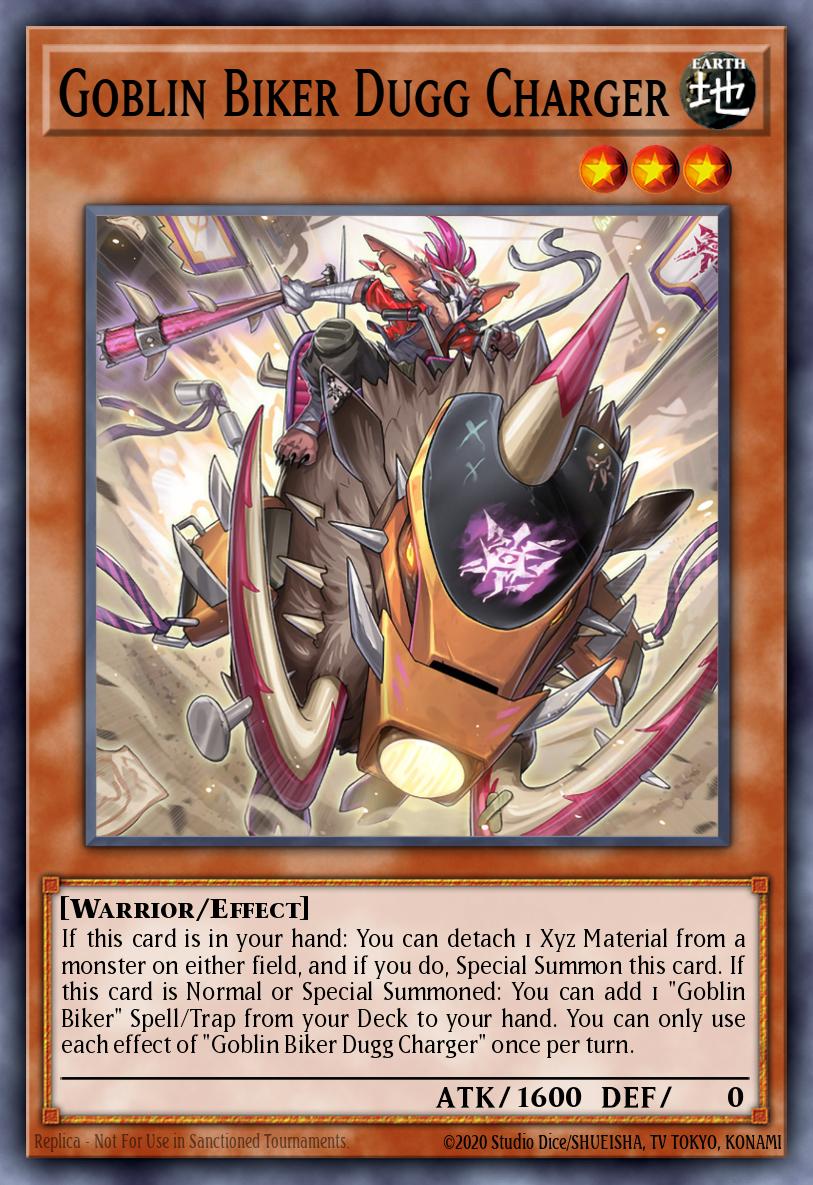 Goblin Biker Dugg Charger
EARTH
地
[Warrior/Effect]
If this card is in your hand: You can detach 1 Xyz Material from a
monster on either field, and if you do, Special Summon this card. If
this card is Normal or Special Summoned: You can add 1 "Goblin
Biker" Spell/Trap from your Deck to your hand. You can only use
each effect of "Goblin Biker Dugg Charger" once per turn.
ATK/1600 DEF/ 0
Replica - Not For Use in Sanctioned Tournaments.
©2020 Studio Dice/SHUEISHA, TV TOKYO, KONAMI